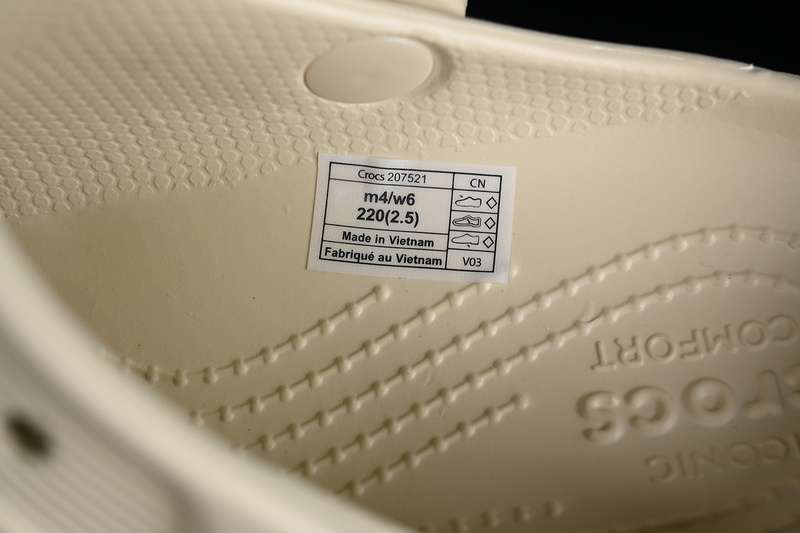 Crocs 207521
CN
m4/w6
220(2.5)
Made in Vietnam
Fabriqué au Vietnam
V03
ICONIC
crocs
COMFORT